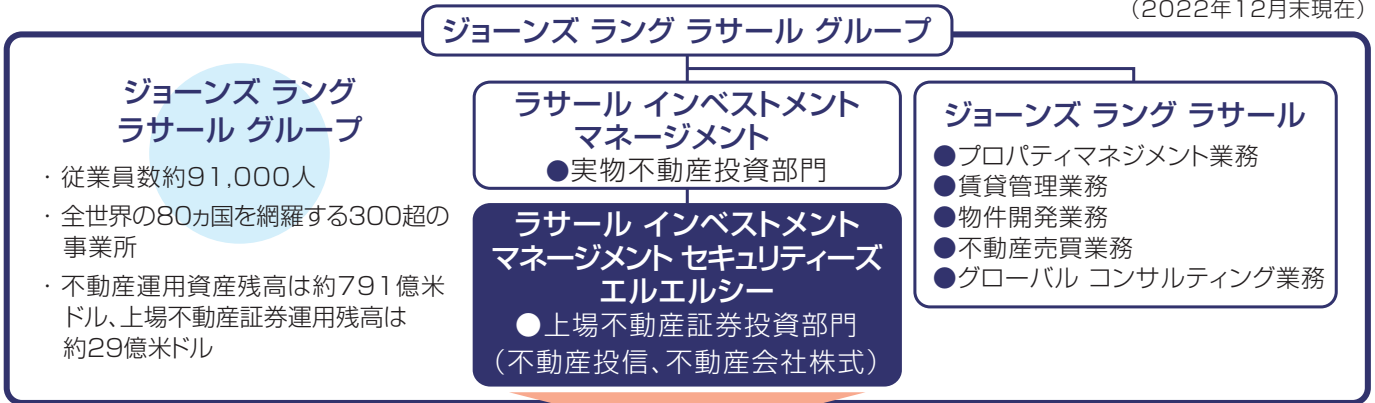 (2022年12月末現在)
ジョーンズ ラング ラサール グループ
ジョーンズ ラング
ラサール グループ
・従業員数約91,000人
・全世界の80ヵ国を網羅する300超の
事業所
・不動産運用資産残高は約791億米
ドル、上場不動産証券運用残高は
約29億米ドル
ラサール インベストメント
マネージメント
●実物不動産投資部門
ラサール インベストメント
マネージメント セキュリティーズ
エルエルシー
●上場不動産証券投資部門
(不動産投信、不動産会社株式)
ジョーンズ ラング ラサール
●プロパティマネジメント業務
●賃貸管理業務
●物件開発業務
●不動産売買業務
●グローバル コンサルティング業務